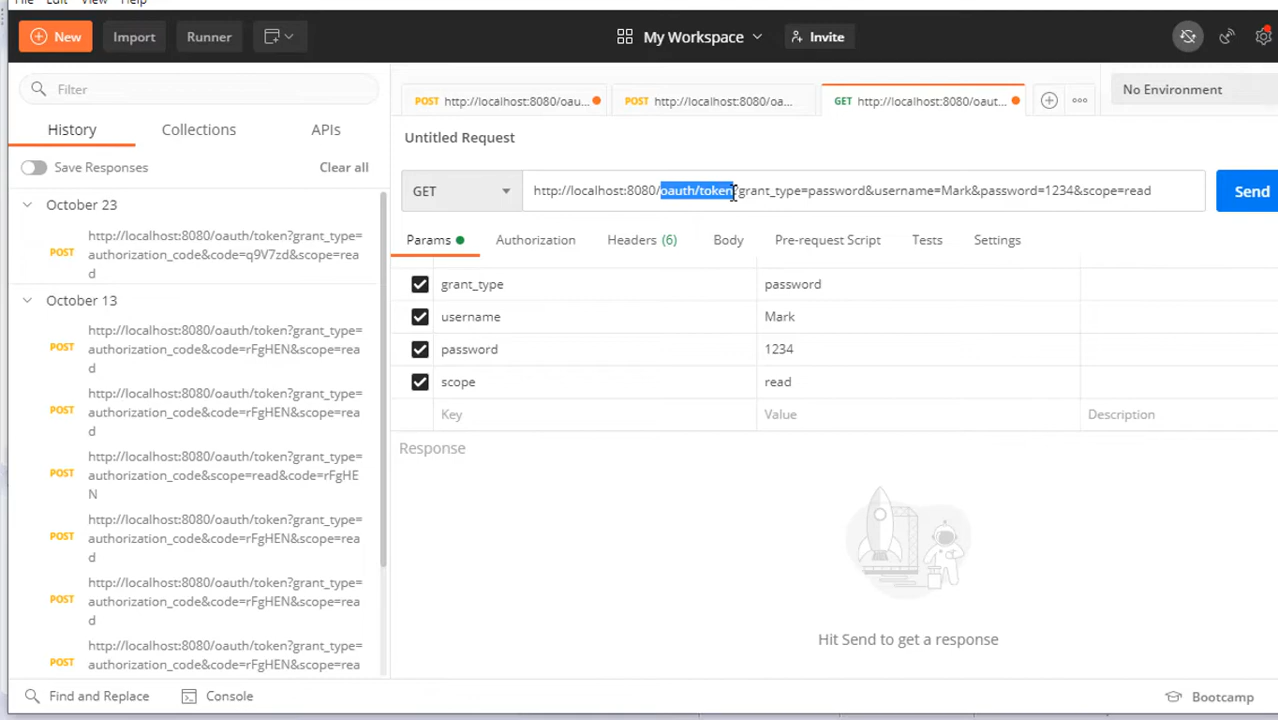 File Edit View Help
New Import Runner My Workspace Invite
Filter
History Collections APIs
Save Responses Clear all
October 23
POST http://localhost:8080/oauth/token?grant_type=
authorization_code&code=q9V7zd&scope=rea
d
October 13
POST http://localhost:8080/oauth/token?grant_type=
authorization_code&code=rFgHEN&scope=rea
d
POST http://localhost:8080/oauth/token?grant_type=
authorization_code&code=rFgHEN&scope=rea
d
POST http://localhost:8080/oauth/token?grant_type=
authorization_code&scope=read&code=rFgHE
N
POST http://localhost:8080/oauth/token?grant_type=
authorization_code&code=rFgHEN&scope=rea
d
POST http://localhost:8080/oauth/token?grant_type=
authorization_code&code=rFgHEN&scope=rea
d
POST http://localhost:8080/oauth/token?grant_type=
authorization_code&code=rFgHEN&scope=rea
POST http://localhost:8080/oau... POST http://localhost:8080/oa... GET http://localhost:8080/oaut... No Environment
Untitled Request
GET http://localhost:8080/oauth/token?grant_type=password&username=Mark&password=1234&scope=read Send
Params Authorization Headers (6) Body Pre-request Script Tests Settings
grant_type password
username Mark
password 1234
scope read
Key Value Description
Response
Hit Send to get a response
Find and Replace Console Bootcamp